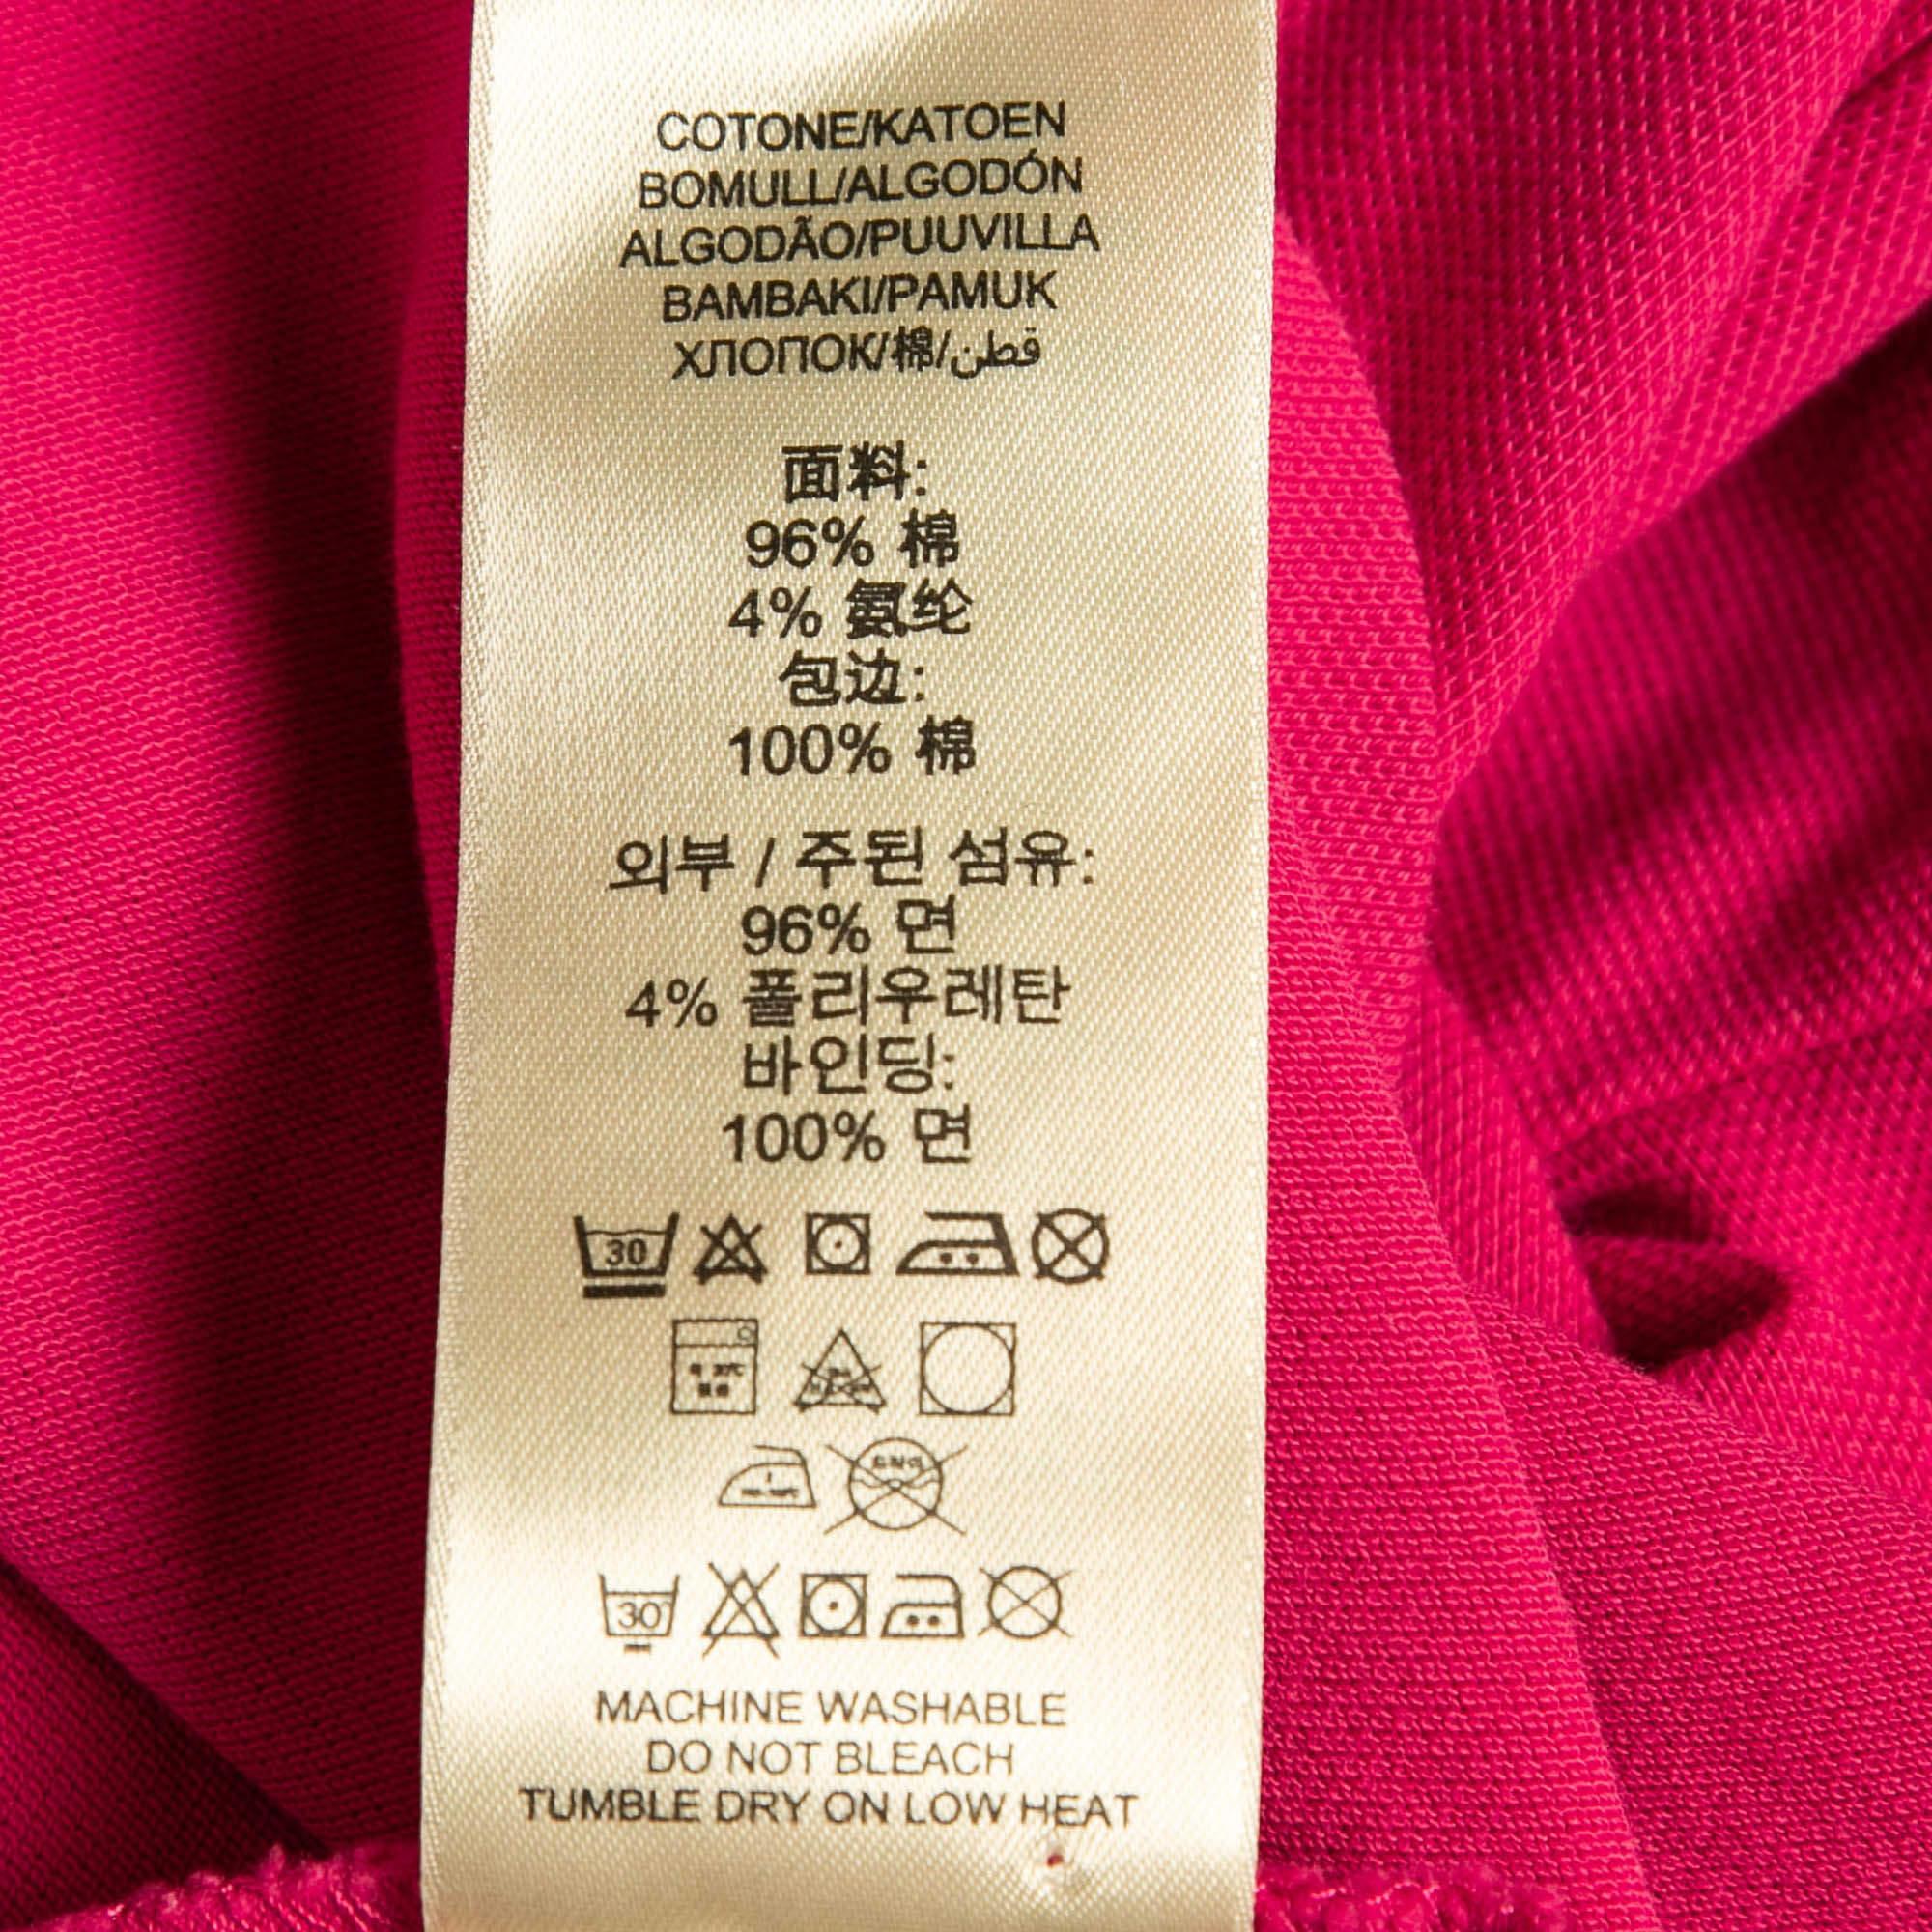 COTONE/KATOEN
BOMULL/ALGODÓN
ALGODÃO/PUUVILLA
BAMBAKI/PAMUK
ХЛОПОК/棉/قطن
面料:
96% 棉
4% 氨纶
包边:
100% 棉
외부 / 주된 섬유:
96% 면
4% 폴리우레탄
바인딩:
100% 면
30
30
MACHINE WASHABLE
DO NOT BLEACH
TUMBLE DRY ON LOW HEAT